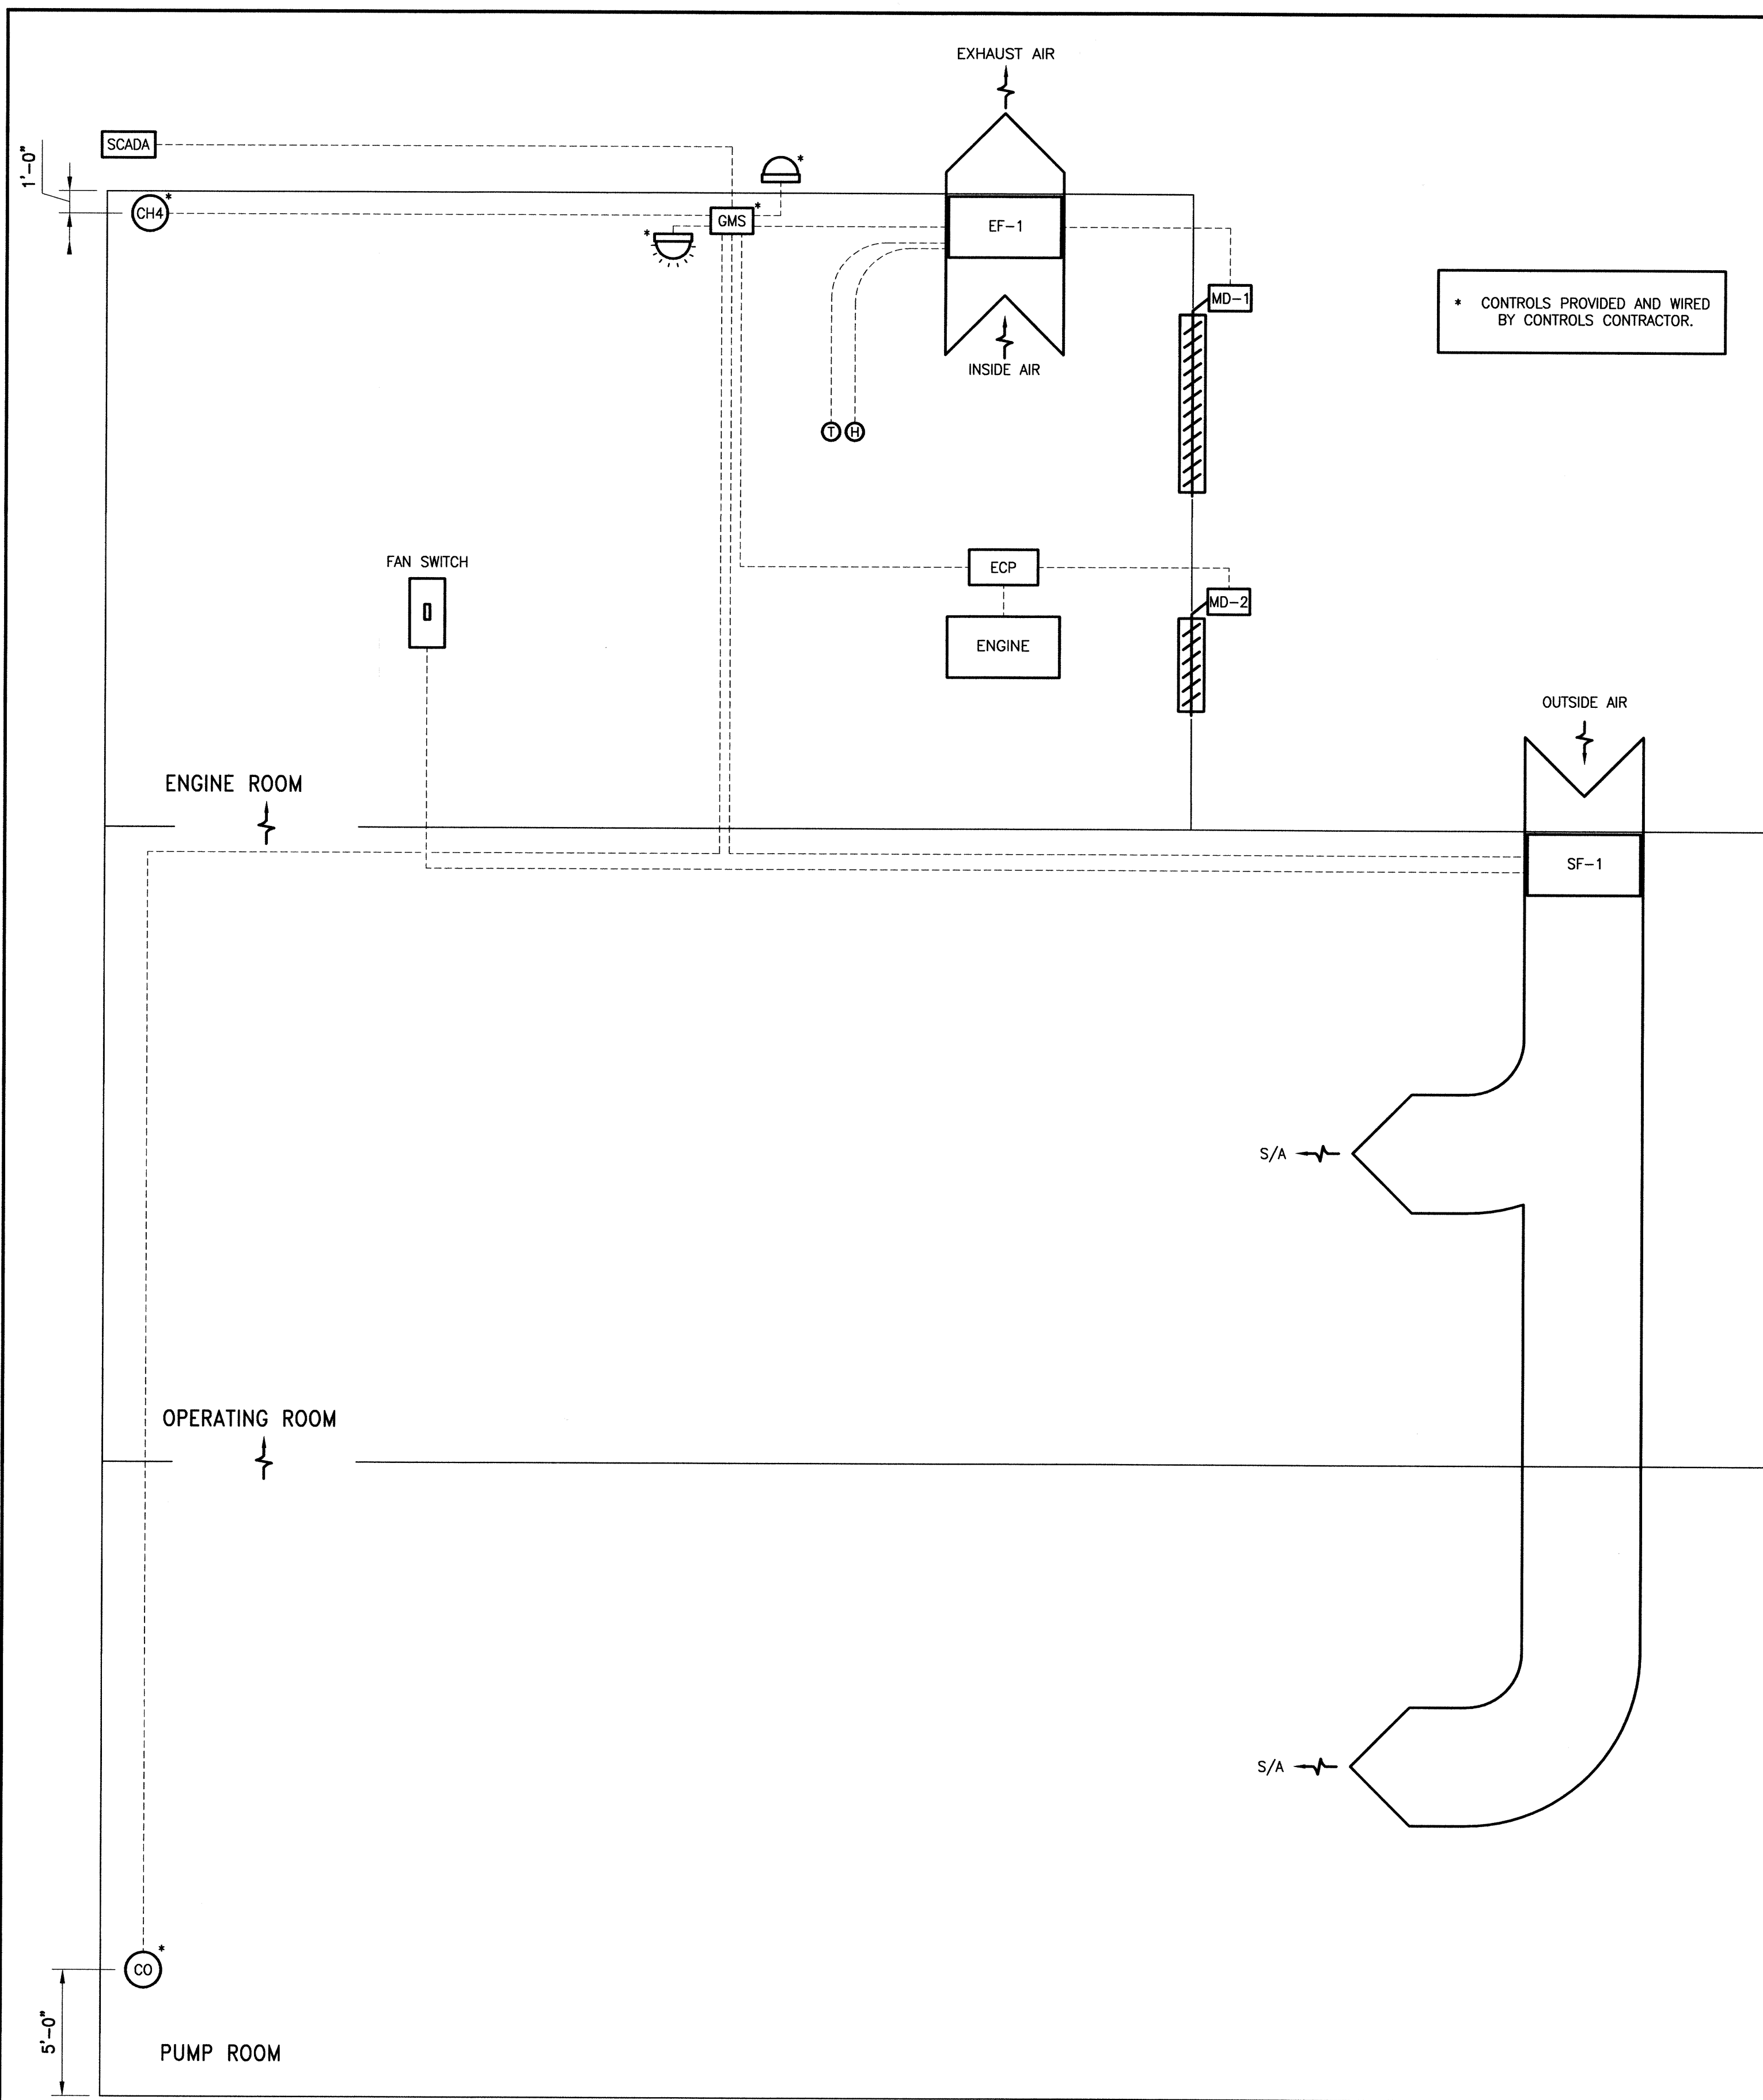 EXHAUST AIR
SCADA
1'-0"
*
CH4
*
GMS
*
*
EF-1
MD-1
* CONTROLS PROVIDED AND WIRED
BY CONTROLS CONTRACTOR.
INSIDE AIR
T
H
FAN SWITCH
ECP
MD-2
ENGINE
OUTSIDE AIR
ENGINE ROOM
SF-1
S/A
OPERATING ROOM
S/A
*
CO
5'-0"
PUMP ROOM